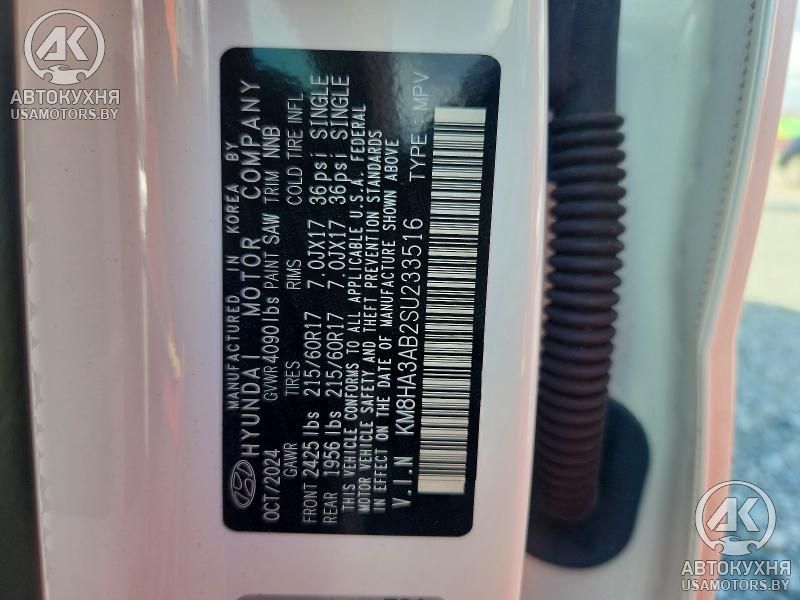 AK
АВТОКУХНЯ
USAMOTORS.BY
MANUFACTURED IN KOREA BY
HYUNDAI MOTOR COMPANY
OCT/2024 GVWR4090lbs PAINT SAW TRIM NNB
GAWR TIRES RIMS COLD TIRE INFL
FRONT 2425 lbs 215/60R17 7.0JX17 36psi SINGLE
REAR 1956 lbs 215/60R17 7.0JX17 36psi SINGLE
THIS VEHICLE CONFORMS TO ALL APPLICABLE U.S.A. FEDERAL
MOTOR VEHICLE SAFETY AND THEFT PREVENTION STANDARDS
IN EFFECT ON THE DATE OF MANUFACTURE SHOWN ABOVE
V.I.N KM8HA3AB2SU233516 TYPE : MPV
AK
АВТОКУХНЯ
USAMOTORS.BY